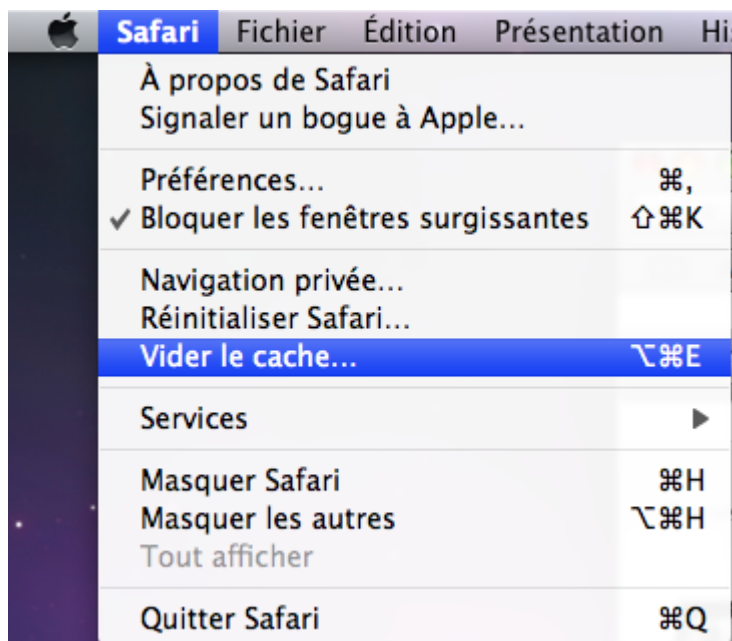 Safari Fichier Édition Présentation
À propos de Safari
Signaler un bogue à Apple...
Préférences... ⌘,
✓ Bloquer les fenêtres surgissantes ⇧⌘K
Navigation privée...
Réinitialiser Safari...
Vider le cache... ⌥⌘E
Services ▶
Masquer Safari ⌘H
Masquer les autres ⌥⌘H
Tout afficher
Quitter Safari ⌘Q